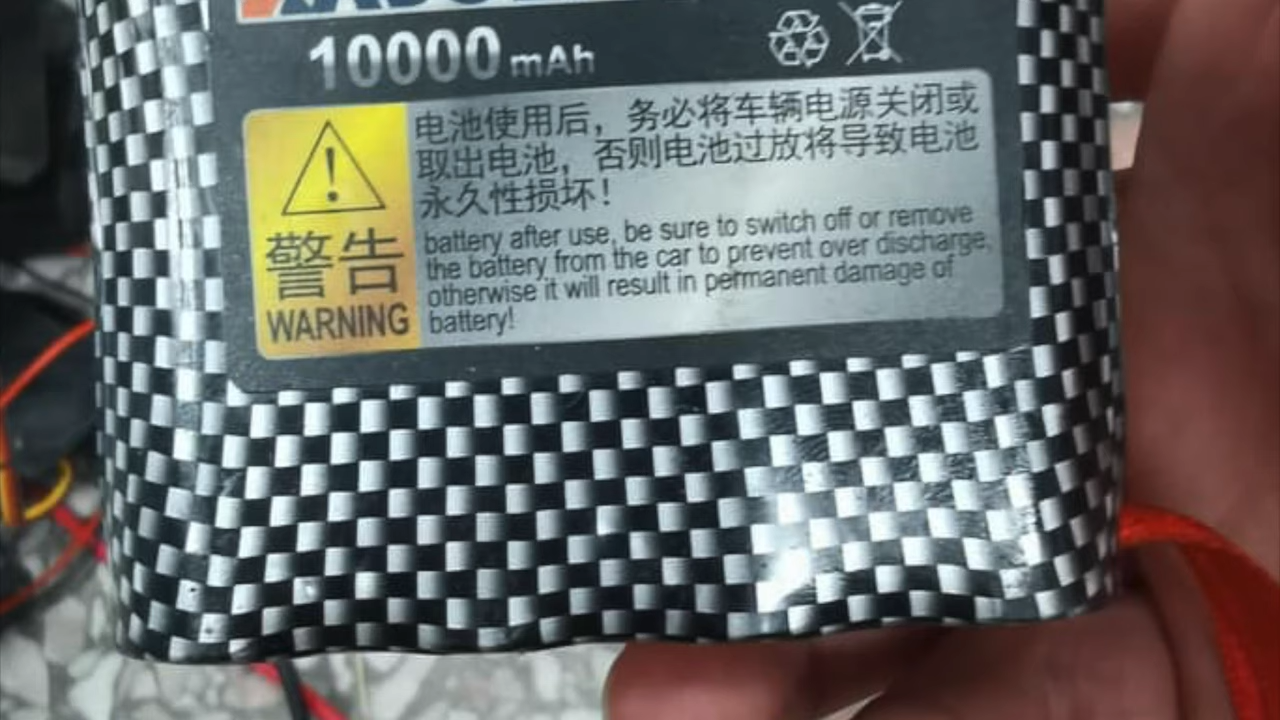 10000 mAh
电池使用后，务必将车辆电源关闭或
取出电池，否则电池过放将导致电池
永久性损坏！
警告
WARNING
battery after use, be sure to switch off or remove
the battery from the car to prevent over discharge,
otherwise it will result in permanent damage of
battery!